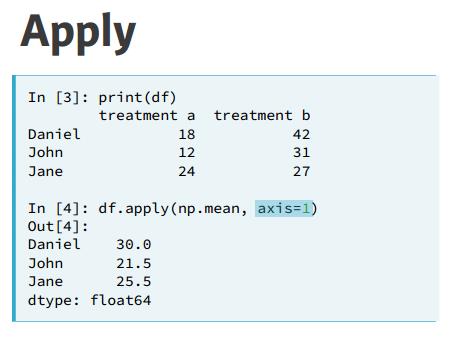 Apply
In [3]: print(df)
treatment a treatment b
Daniel 18 42
John 12 31
Jane 24 27
In [4]: df.apply(np.mean, axis=1)
Out[4]:
Daniel 30.0
John 21.5
Jane 25.5
dtype: float64